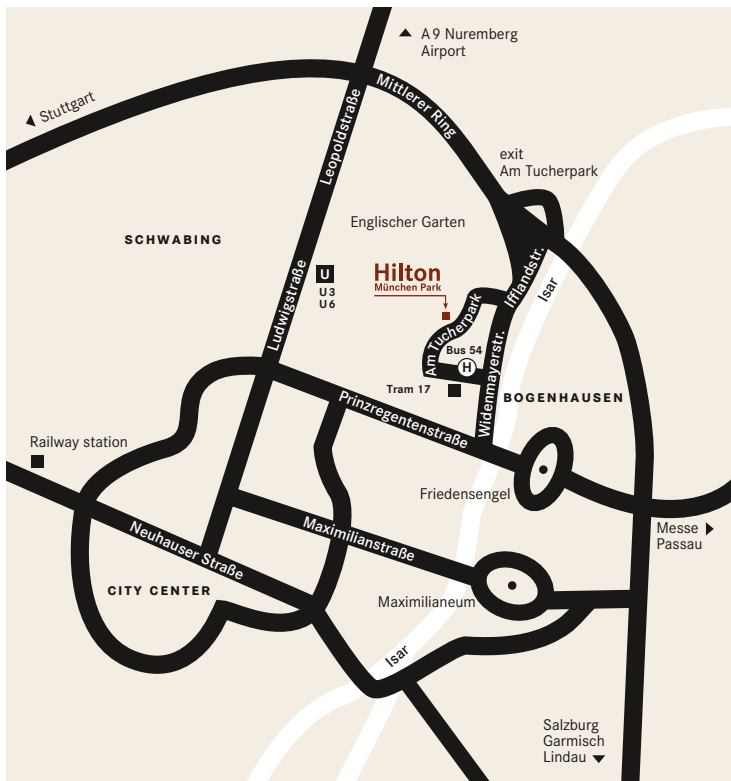 A 9 Nuremberg
Airport
Stuttgart
Mittlerer Ring
Leopoldstraße
exit
Am Tucherpark
Englischer Garten
SCHWABING
Hilton
München Park
U
U3
U6
Ifflandstr.
Isar
Ludwigstraße
Am Tucherpark
Bus 54
H
Tram 17
Widenmayerstr.
BOGENHAUSEN
Prinzregentenstraße
Railway station
Friedensengel
Neuhauser Straße
Maximilianstraße
Messe
Passau
CITY CENTER
Maximilianeum
Isar
Salzburg
Garmisch
Lindau